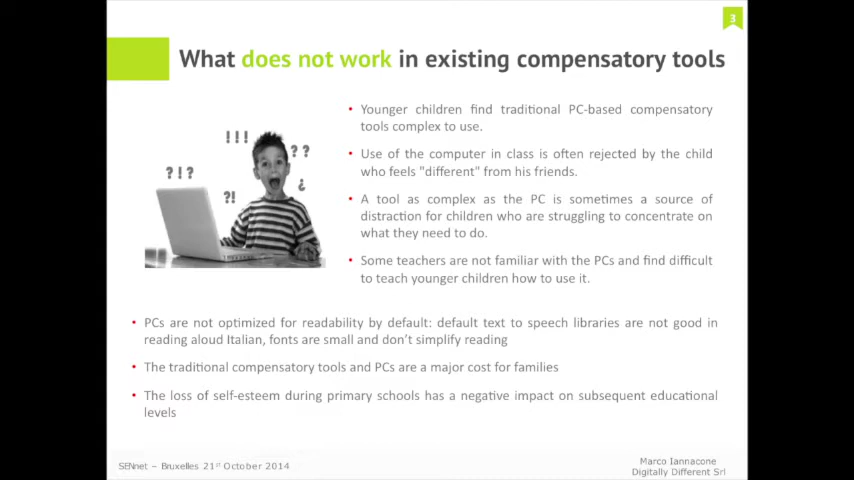 3
What does not work in existing compensatory tools
• Younger children find traditional PC-based compensatory
tools complex to use.
• Use of the computer in class is often rejected by the child
who feels "different" from his friends.
• A tool as complex as the PC is sometimes a source of
distraction for children who are struggling to concentrate on
what they need to do.
• Some teachers are not familiar with the PCs and find difficult
to teach younger children how to use it.
!!!
??
?!?
¿
?!
• PCs are not optimized for readability by default: default text to speech libraries are not good in
reading aloud Italian, fonts are small and don't simplify reading
• The traditional compensatory tools and PCs are a major cost for families
• The loss of self-esteem during primary schools has a negative impact on subsequent educational
levels
SENnet – Bruxelles 21st October 2014
Marco Iannacone
Digitally Different Srl